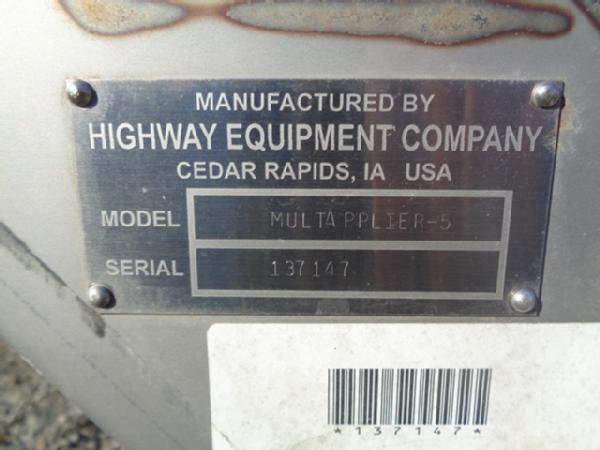 MANUFACTURED BY
HIGHWAY EQUIPMENT COMPANY
CEDAR RAPIDS, IA USA
MODEL MULTAPPLIER-5
SERIAL 137147
*137147*